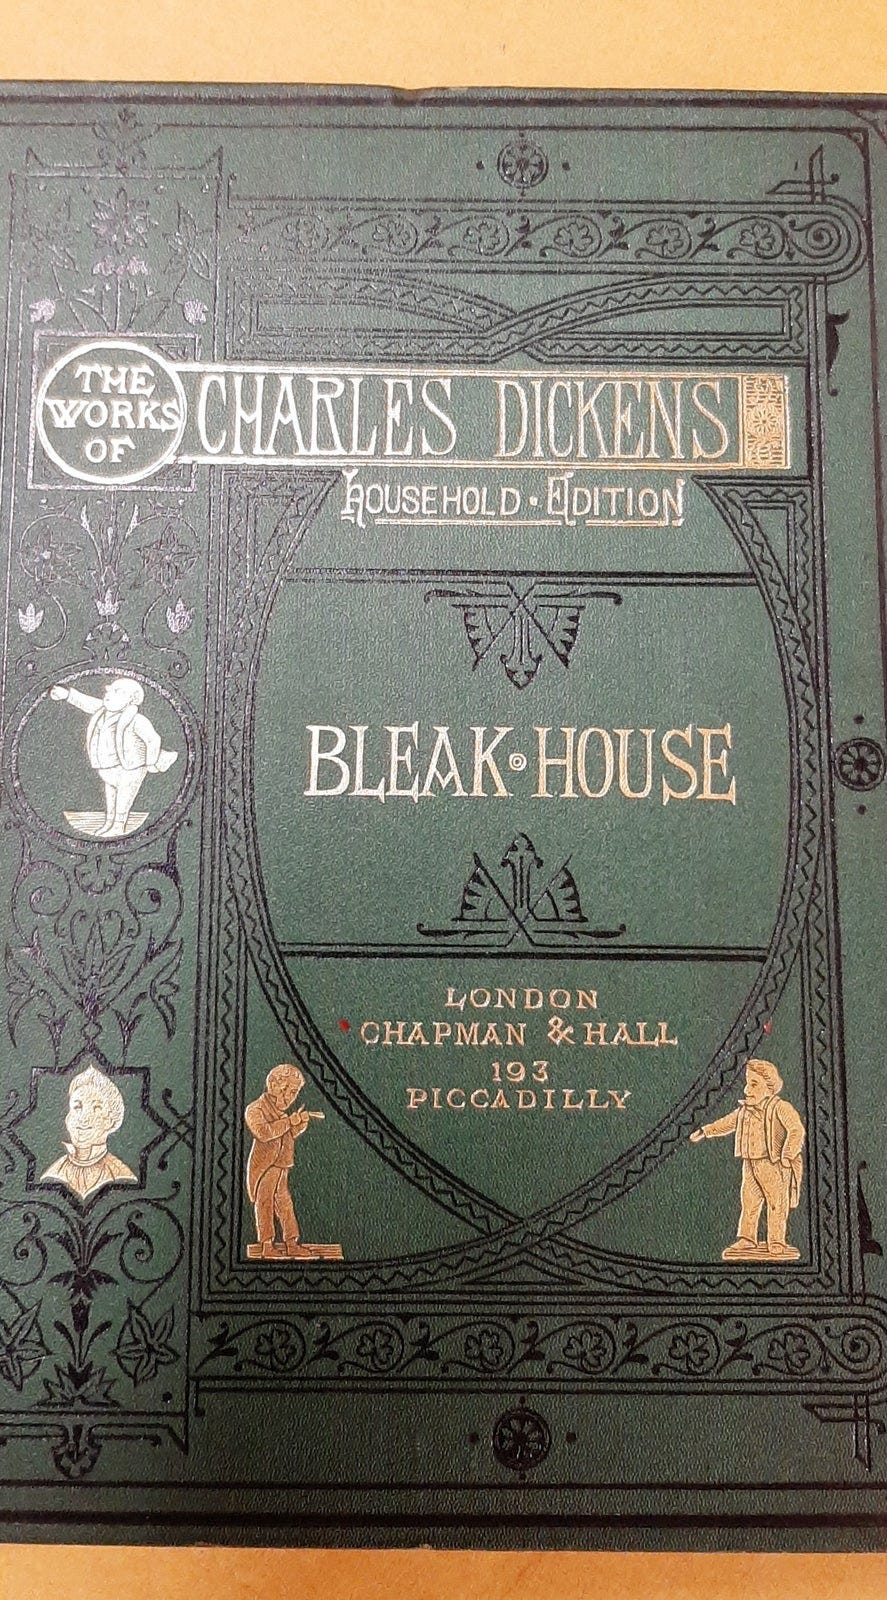 THE
WORKS
OF
CHARLES DICKENS
HOUSEHOLD · EDITION
BLEAK HOUSE
LONDON
CHAPMAN & HALL
193
PICCADILLY